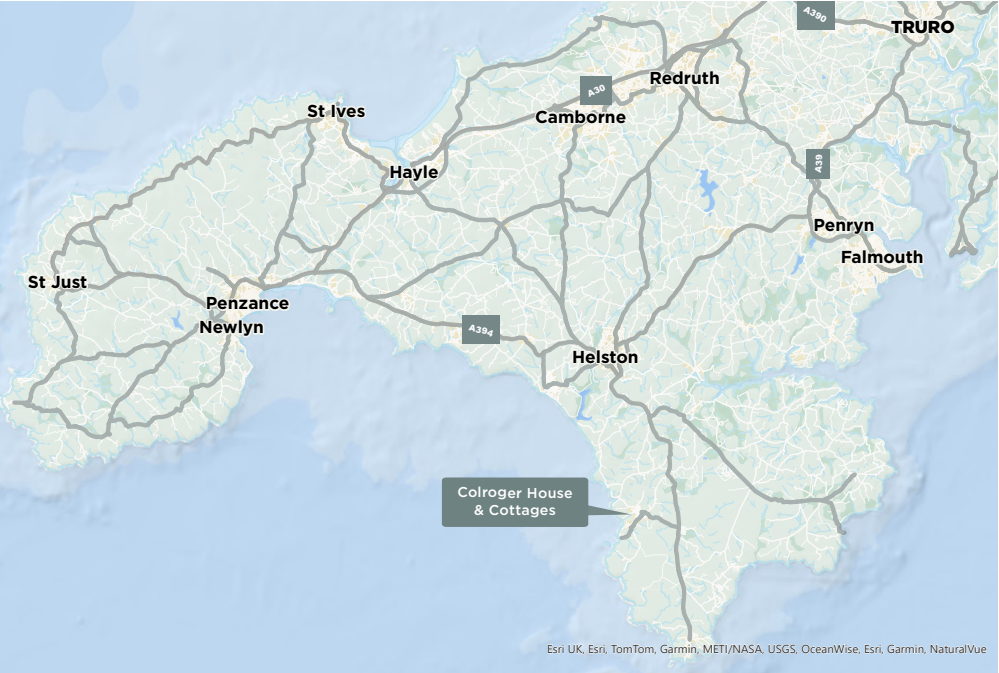 A390
TRURO
Redruth
A30
Camborne
St Ives
A39
Hayle
Penryn
Falmouth
St Just
Penzance
Newlyn
A394
Helston
Colroger House
& Cottages
Esri UK, Esri, TomTom, Garmin, METI/NASA, USGS, OceanWise, Esri, Garmin, NaturalVue